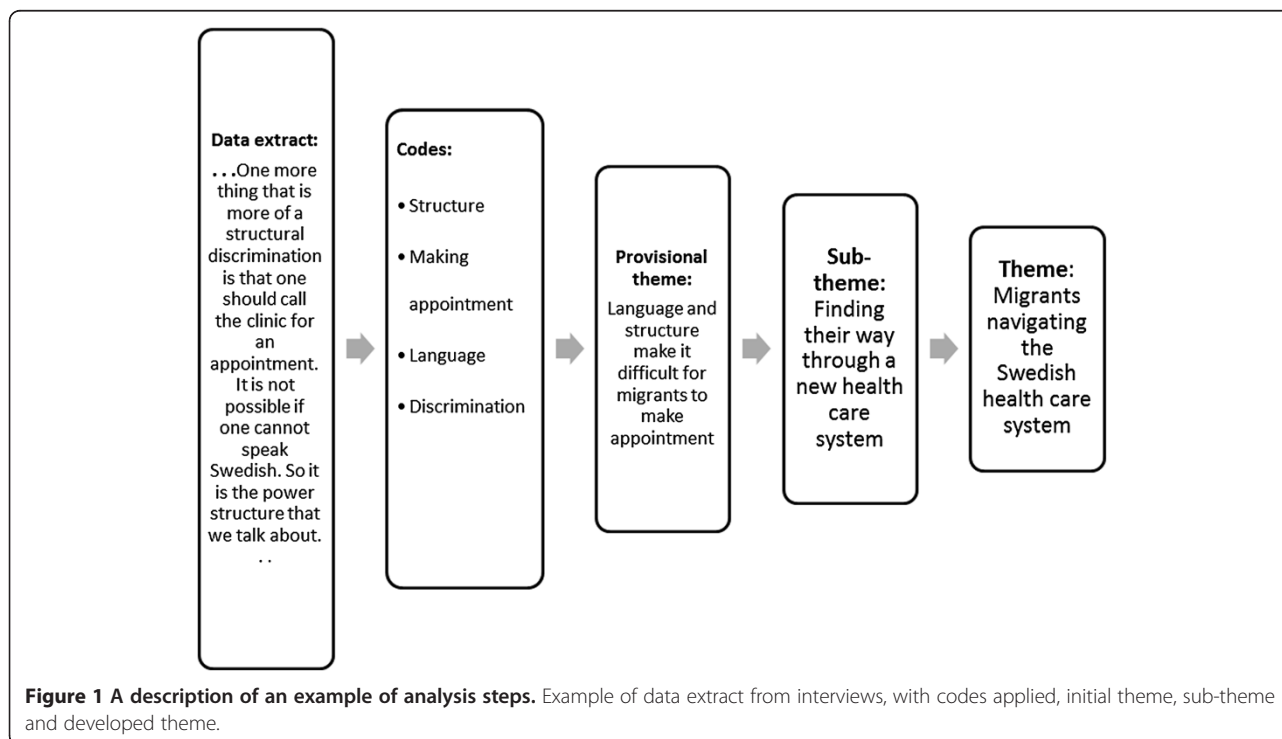 Data extract:
...One more
thing that is
more of a
structural
discrimination
is that one
should call
the clinic for
an
appointment.
It is not
possible if
one cannot
speak
Swedish. So it
is the power
structure that
we talk about.
. .
Codes:
• Structure
• Making
appointment
• Language
• Discrimination
Provisional
theme:
Language and
structure
make it
difficult for
migrants to
make
appointment
Sub-
theme:
Finding
their way
through a
new health
care
system
Theme:
Migrants
navigating
the
Swedish
health care
system
Figure 1 A description of an example of analysis steps. Example of data extract from interviews, with codes applied, initial theme, sub-theme
and developed theme.